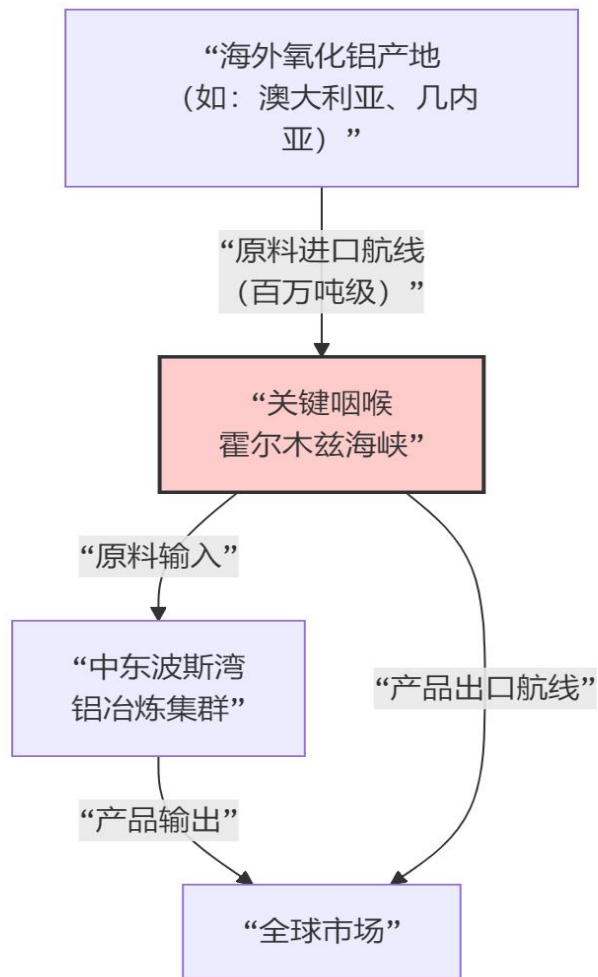 “海外氧化铝产地
（如：澳大利亚、几内
亚）”
“原料进口航线
（百万吨级）”
“关键咽喉
霍尔木兹海峡”
“原料输入”
“中东波斯湾
铝冶炼集群”
“产品出口航线”
“产品输出”
“全球市场”